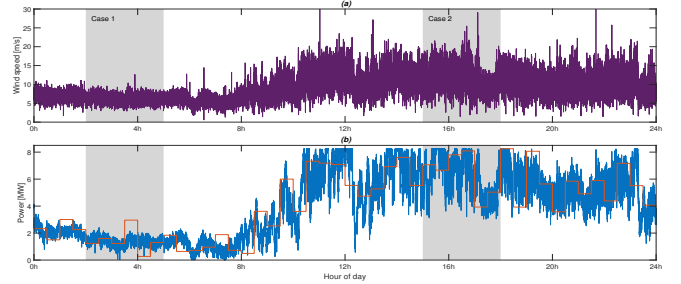 (a)
30
25
20
15
10
5
0
Wind speed [m/s]
Case 1
Case 2
0h 4h 8h 12h 16h 20h 24h
(b)
8
6
4
2
0
Power [MW]
0h 4h 8h 12h 16h 20h 24h
Hour of day